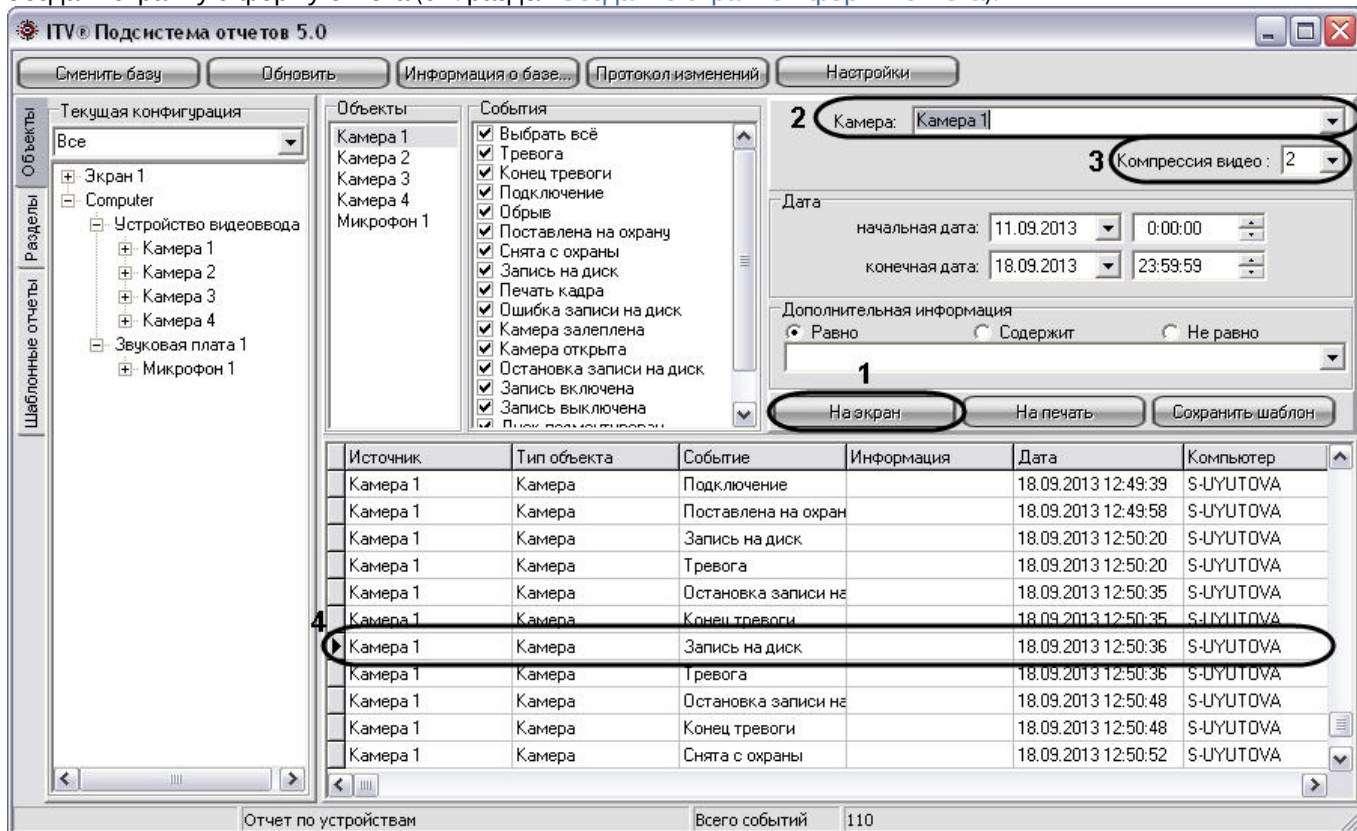 ITV® Подсистема отчетов 5.0
Сменить базу Обновить Информация о базе... Протокол изменений Настройки
Объекты
Разделы
Шаблонные отчеты
Текущая конфигурация
Все
Экран 1
Computer
Устройство видеоввода
Камера 1
Камера 2
Камера 3
Камера 4
Звуковая плата 1
Микрофон 1
Объекты
Камера 1
Камера 2
Камера 3
Камера 4
Микрофон 1
События
Выбрать всё
Тревога
Конец тревоги
Подключение
Обрыв
Поставлена на охрану
Снята с охраны
Запись на диск
Печать кадра
Ошибка записи на диск
Камера залеплена
Камера открыта
Остановка записи на диск
Запись включена
Запись выключена
2 Камера: Камера 1
3 Компрессия видео : 2
Дата
начальная дата: 11.09.2013 0:00:00
конечная дата: 18.09.2013 23:59:59
Дополнительная информация
Равно Содержит Не равно
1
На экран На печать Сохранить шаблон
Источник Тип объекта Событие Информация Дата Компьютер
Камера 1 Камера Подключение 18.09.2013 12:49:39 S-UYUTOVA
Камера 1 Камера Поставлена на охран 18.09.2013 12:49:58 S-UYUTOVA
Камера 1 Камера Запись на диск 18.09.2013 12:50:20 S-UYUTOVA
Камера 1 Камера Тревога 18.09.2013 12:50:20 S-UYUTOVA
Камера 1 Камера Остановка записи на 18.09.2013 12:50:35 S-UYUTOVA
Камера 1 Камера Конец тревоги 18.09.2013 12:50:35 S-UYUTOVA
4 Камера 1 Камера Запись на диск 18.09.2013 12:50:36 S-UYUTOVA
Камера 1 Камера Тревога 18.09.2013 12:50:36 S-UYUTOVA
Камера 1 Камера Остановка записи на 18.09.2013 12:50:48 S-UYUTOVA
Камера 1 Камера Конец тревоги 18.09.2013 12:50:48 S-UYUTOVA
Камера 1 Камера Снята с охраны 18.09.2013 12:50:52 S-UYUTOVA
Отчет по устройствам Всего событий 110